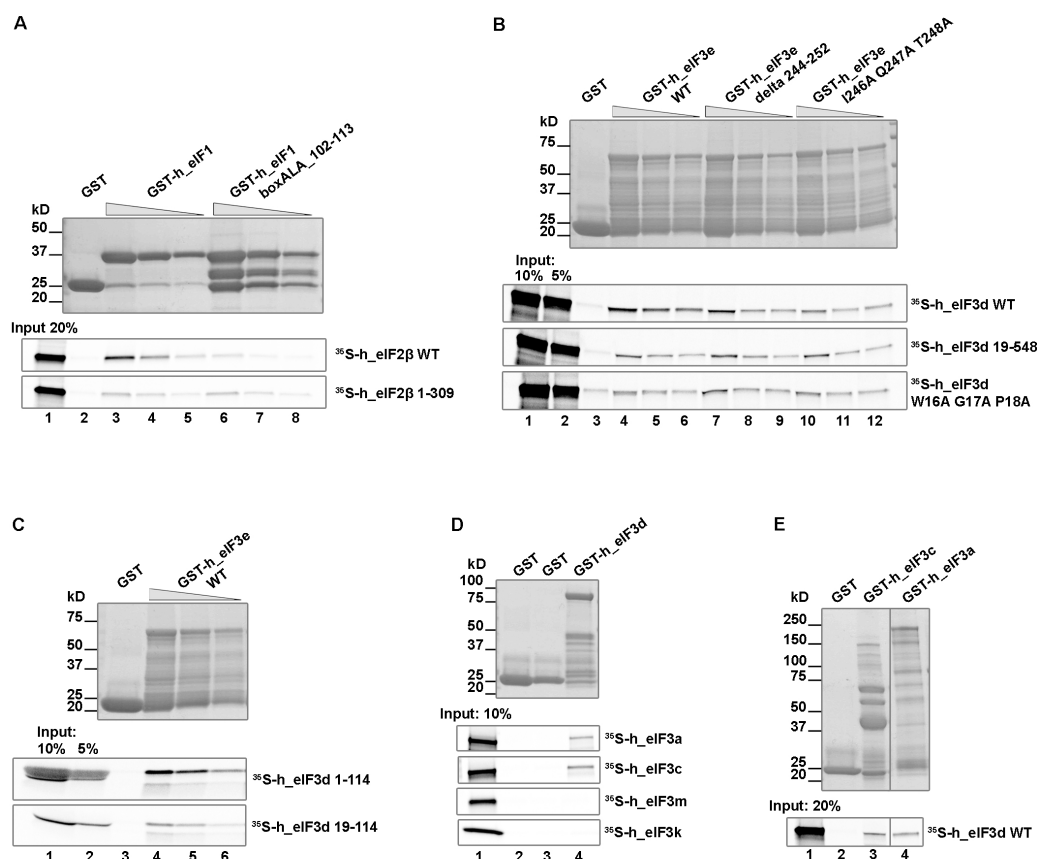 A
GST
GST-h_eIF1
GST-h_eIF1
boxALA_102-113
kD
50
37
25
20
Input 20%
³⁵S-h_eIF2β WT
³⁵S-h_eIF2β 1-309
1 2 3 4 5 6 7 8
B
GST
GST-h_eIF3e
WT
GST-h_eIF3e
delta 244-252
GST-h_eIF3e
I246A Q247A T248A
kD
75
50
37
25
20
Input:
10% 5%
³⁵S-h_eIF3d WT
³⁵S-h_eIF3d 19-548
³⁵S-h_eIF3d
W16A G17A P18A
1 2 3 4 5 6 7 8 9 10 11 12
C
GST
GST-h_eIF3e
WT
kD
75
50
37
25
20
Input:
10% 5%
³⁵S-h_eIF3d 1-114
³⁵S-h_eIF3d 19-114
1 2 3 4 5 6
D
GST
GST
GST-h_eIF3d
kD
100
75
50
37
25
20
Input: 10%
³⁵S-h_eIF3a
³⁵S-h_eIF3c
³⁵S-h_eIF3m
³⁵S-h_eIF3k
1 2 3 4
E
GST
GST-h_eIF3c
GST-h_eIF3a
kD
250
150
100
75
50
37
25
20
Input: 20%
³⁵S-h_eIF3d WT
1 2 3 4